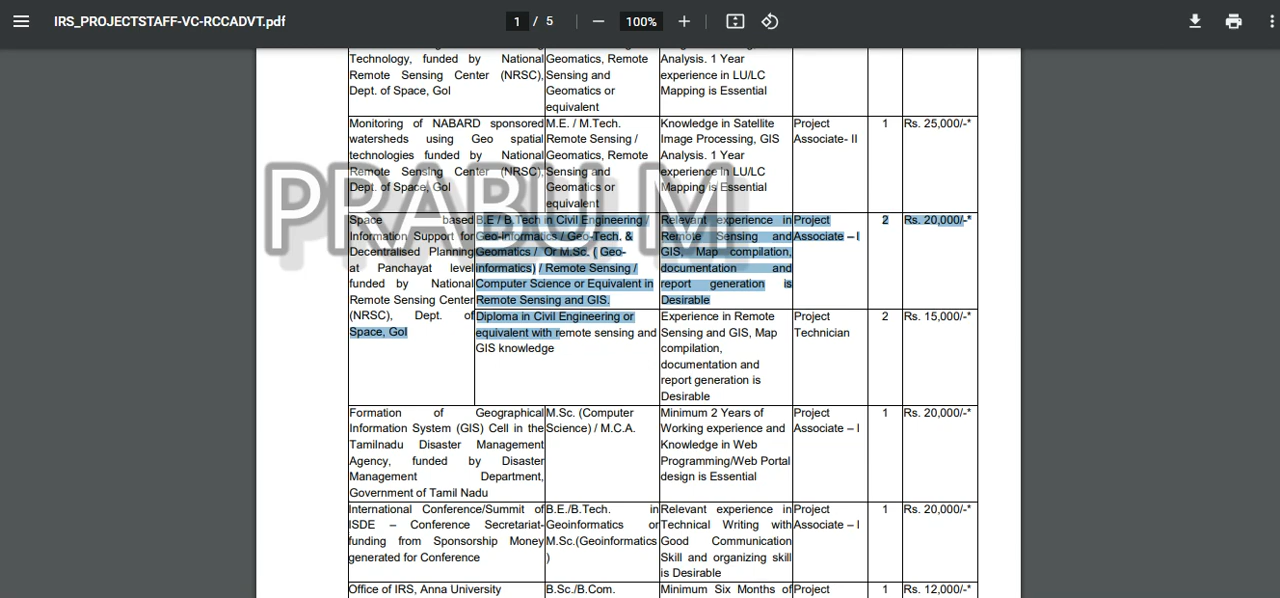 IRS_PROJECTSTAFF-VC-RCCADVT.pdf
1 / 5
100%
Technology, funded by National
Remote Sensing Center (NRSC),
Dept. of Space, GoI
Geomatics, Remote
Sensing and
Geomatics or
equivalent
Analysis. 1 Year
experience in LU/LC
Mapping is Essential
Monitoring of NABARD sponsored
watersheds using Geo spatial
technologies funded by National
Remote Sensing Center (NRSC),
Dept. of Space, GoI
M.E. / M.Tech.
Remote Sensing /
Geomatics, Remote
Sensing and
Geomatics or
equivalent
Knowledge in Satellite
Image Processing, GIS
Analysis. 1 Year
experience in LU/LC
Mapping is Essential
Project
Associate- II
1
Rs. 25,000/-*
PRABU M
Space based
Information Support for
Decentralised Planning
at Panchayat level
funded by National
Remote Sensing Center
(NRSC), Dept. of
Space, GoI
B.E / B.Tech in Civil Engineering /
Geo-Informatics / Geo-Tech. &
Geomatics / Or M.Sc. ( Geo-
informatics) / Remote Sensing /
Computer Science or Equivalent in
Remote Sensing and GIS.
Relevant experience in
Remote Sensing and
GIS, Map compilation,
documentation and
report generation is
Desirable
Project
Associate – I
2
Rs. 20,000/-*
Diploma in Civil Engineering or
equivalent with remote sensing and
GIS knowledge
Experience in Remote
Sensing and GIS, Map
compilation,
documentation and
report generation is
Desirable
Project
Technician
2
Rs. 15,000/-*
Formation of Geographical
Information System (GIS) Cell in the
Tamilnadu Disaster Management
Agency, funded by Disaster
Management Department,
Government of Tamil Nadu
M.Sc. (Computer
Science) / M.C.A.
Minimum 2 Years of
Working experience and
Knowledge in Web
Programming/Web Portal
design is Essential
Project
Associate – I
1
Rs. 20,000/-*
International Conference/Summit of
ISDE – Conference Secretariat-
funding from Sponsorship Money
generated for Conference
B.E./B.Tech. in
Geoinformatics or
M.Sc.(Geoinformatics
)
Relevant experience in
Technical Writing with
Good Communication
Skill and organizing skill
is Desirable
Project
Associate – I
1
Rs. 20,000/-*
Office of IRS, Anna University
B.Sc./B.Com.
Minimum Six Months of
Project
1
Rs. 12,000/-*